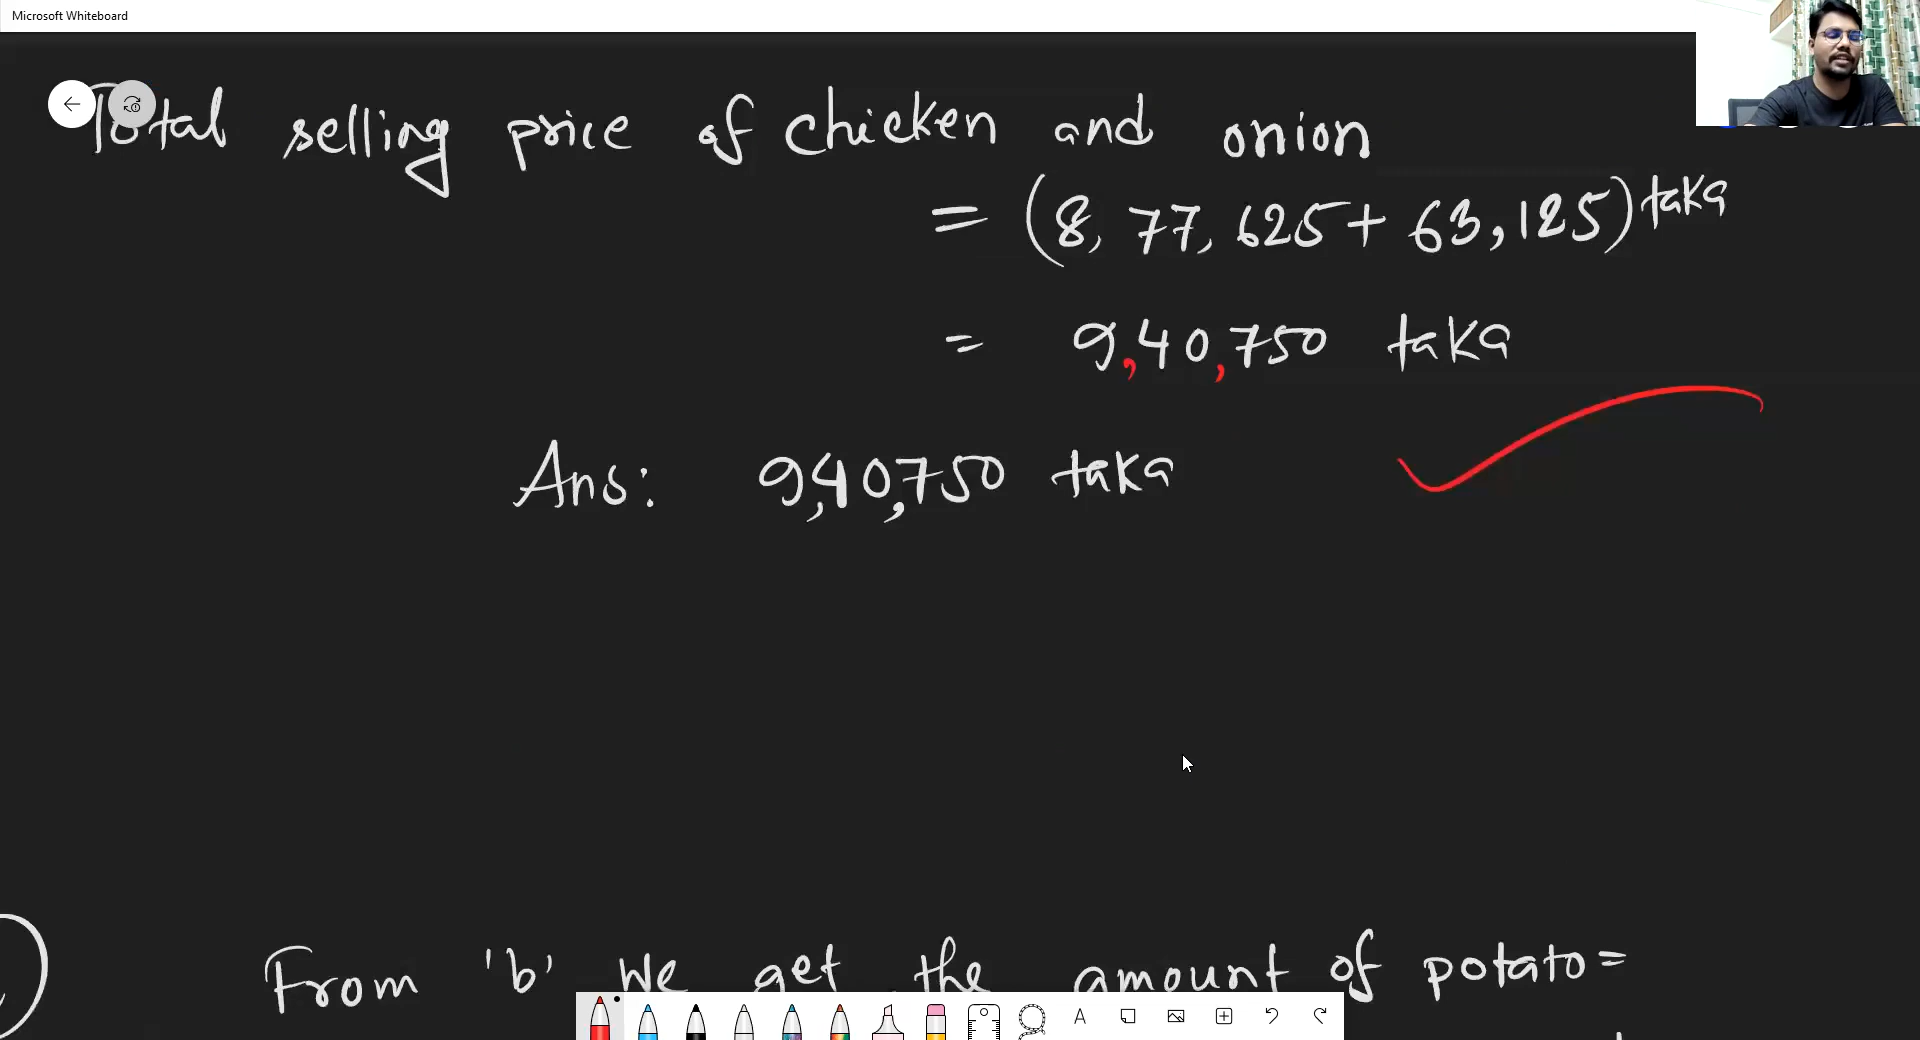 Microsoft Whiteboard
Total selling price of chicken and onion
= (8, 77, 625 + 63,125) taka
= 9,40,750 taka
Ans: 9,40,750 taka
From 'b' we get the amount of potato =